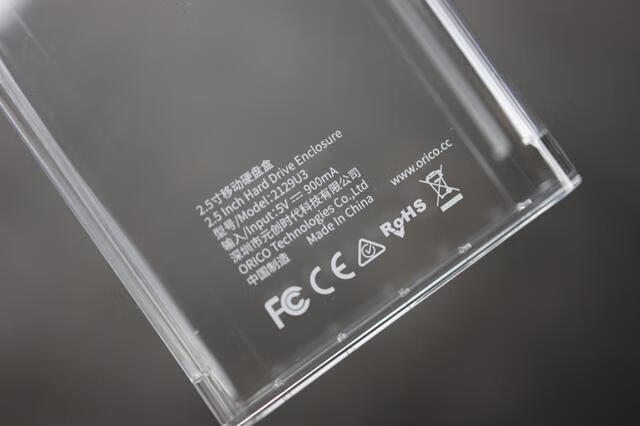 2.5寸移动硬盘盒
2.5 Inch Hard Drive Enclosure
型号/Model:2129U3
输入/Input:5V⎓900mA
深圳市元创时代科技有限公司
ORICO Technologies Co.,Ltd
中国制造 Made In China
www.orico.cc
FC CE RoHS